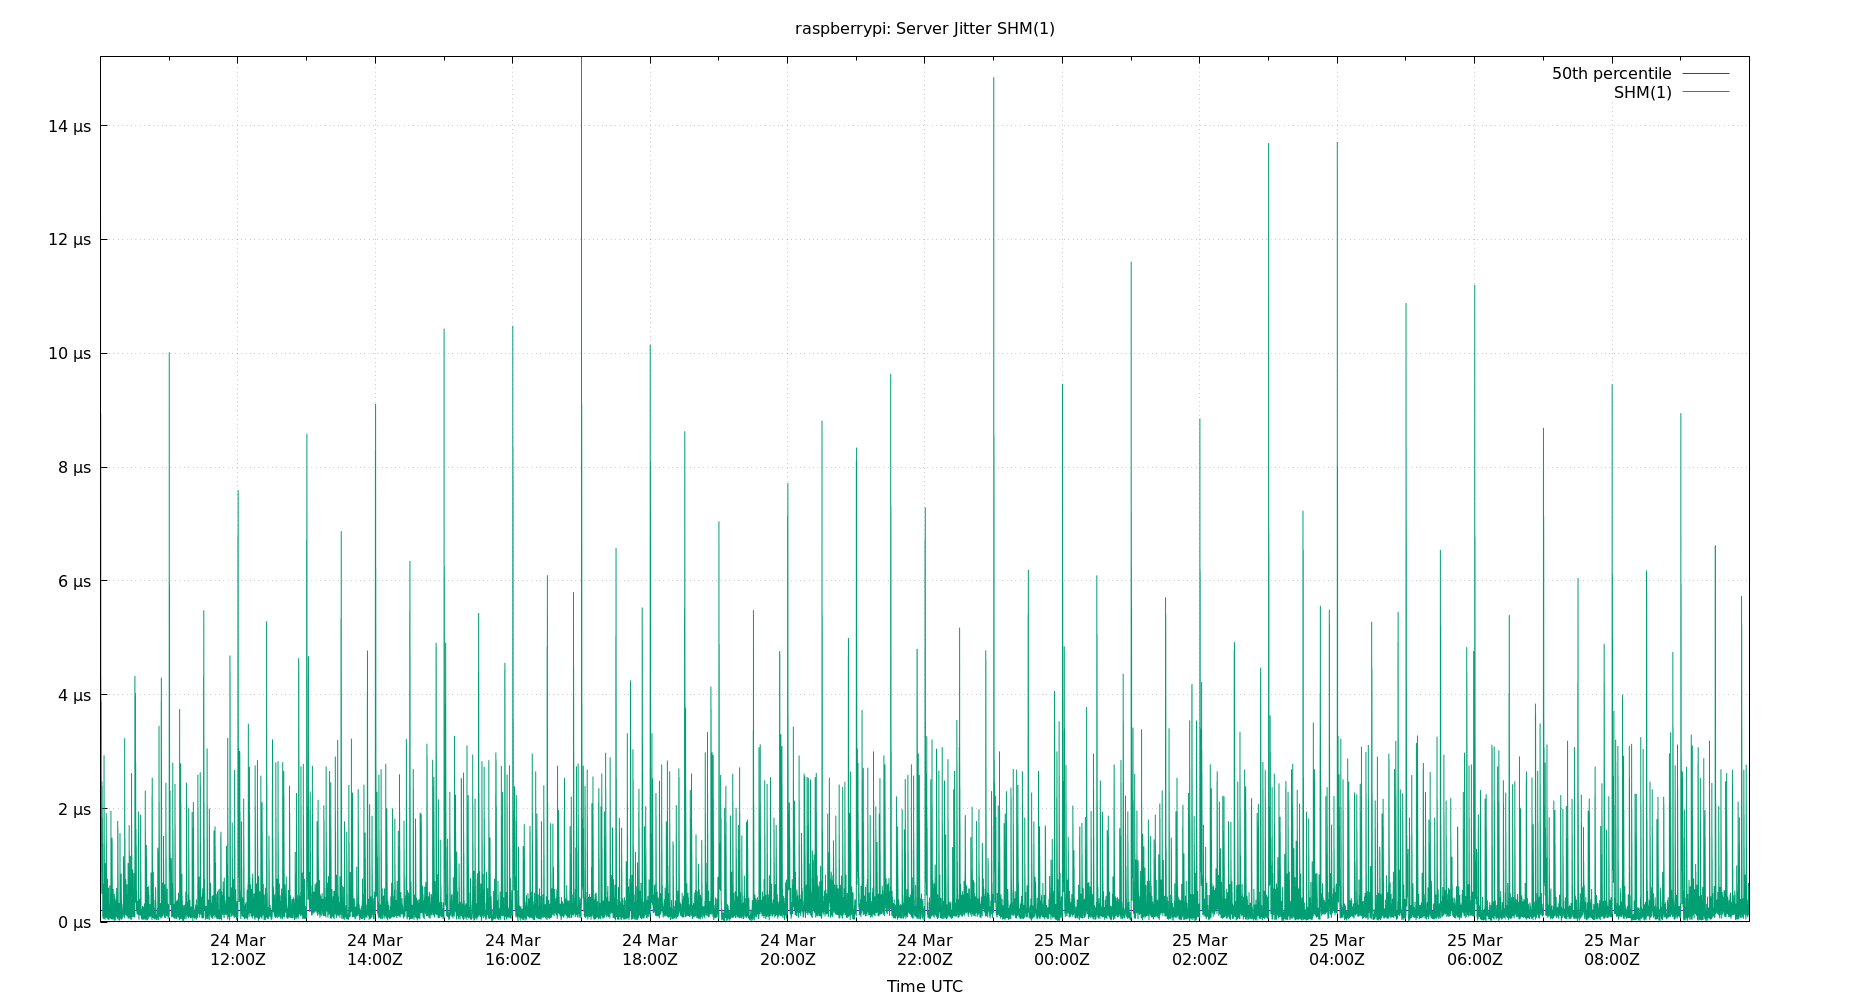 raspberrypi: Server Jitter SHM(1)
50th percentile
SHM(1)
14 µs
12 µs
10 µs
8 µs
6 µs
4 µs
2 µs
0 µs
24 Mar 24 Mar 24 Mar 24 Mar 24 Mar 24 Mar 25 Mar 25 Mar 25 Mar 25 Mar 25 Mar
12:00Z 14:00Z 16:00Z 18:00Z 20:00Z 22:00Z 00:00Z 02:00Z 04:00Z 06:00Z 08:00Z
Time UTC